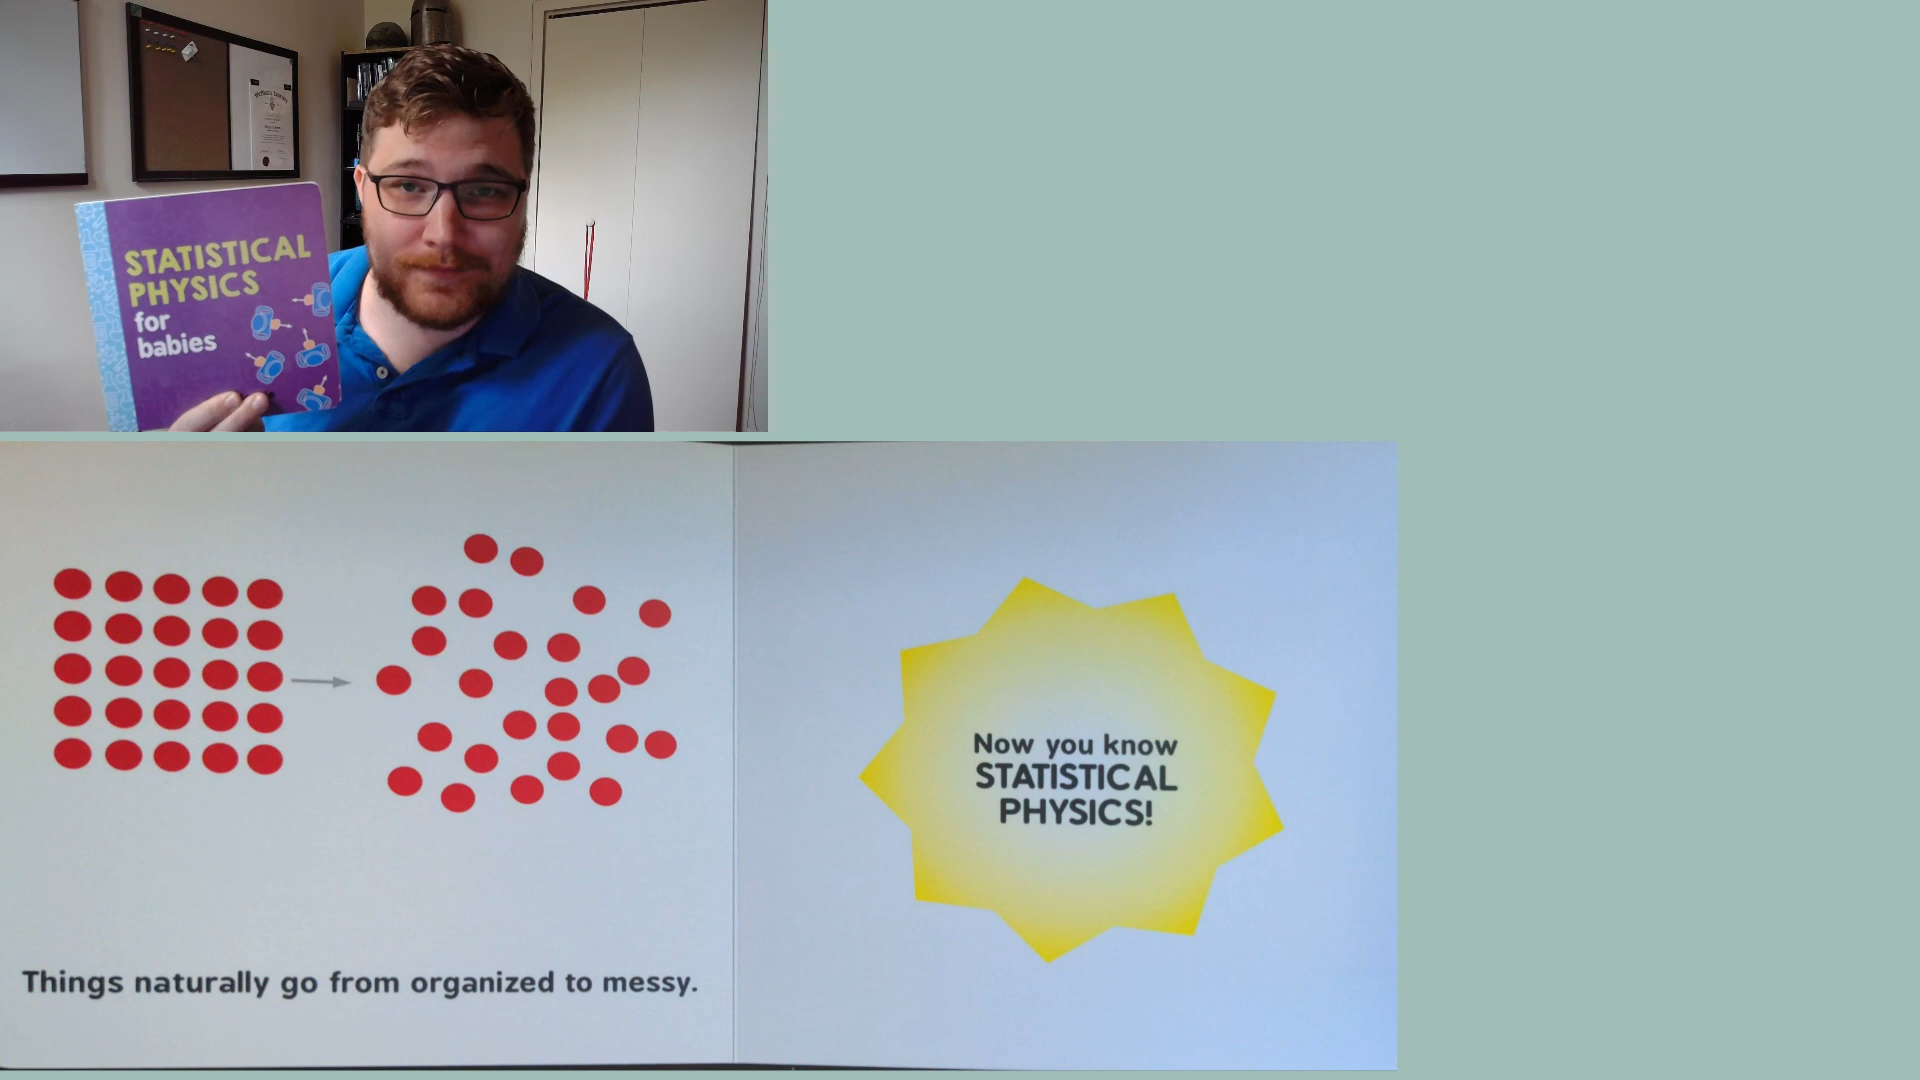 STATISTICAL
PHYSICS
for
babies
Things naturally go from organized to messy.
Now you know
STATISTICAL
PHYSICS!